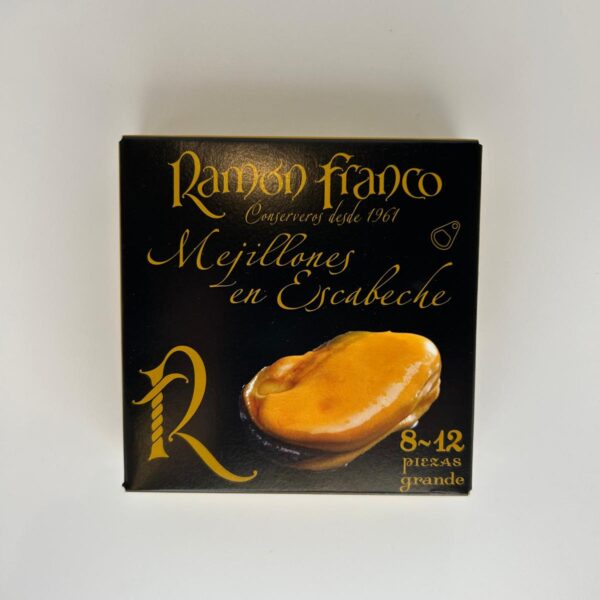 Ramón Franco
Conserveros desde 1961
Mejillones
en Escabeche
R
8~12
PIEZAS
grande